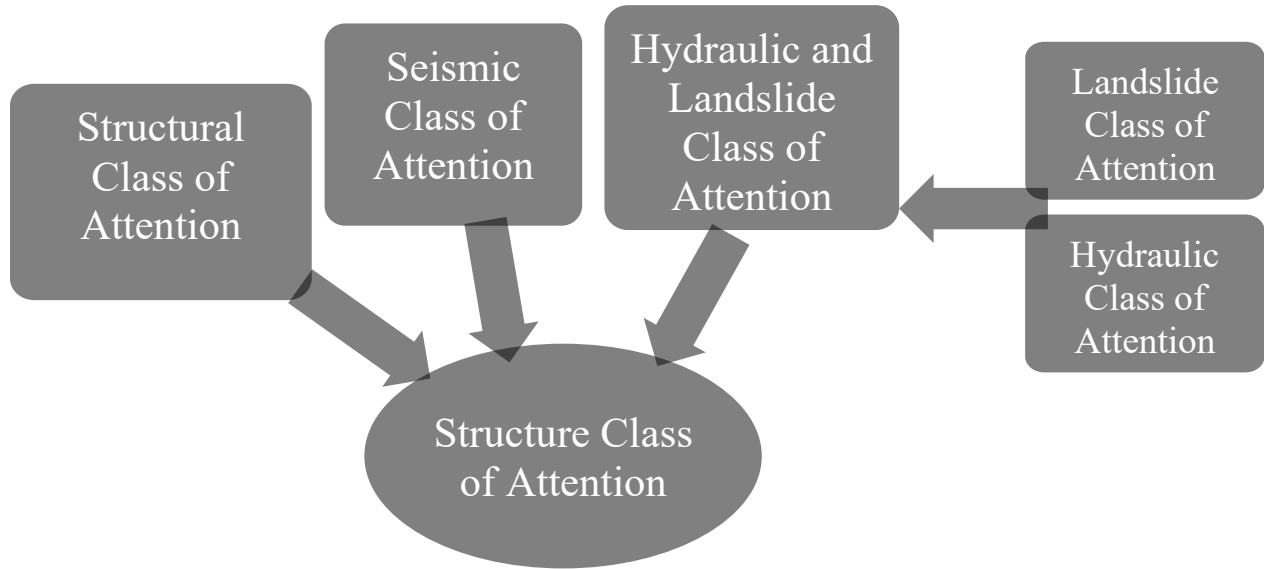 Structural
Class of
Attention
Seismic
Class of
Attention
Hydraulic and
Landslide
Class of
Attention
Landslide
Class of
Attention
Hydraulic
Class of
Attention
Structure Class
of Attention